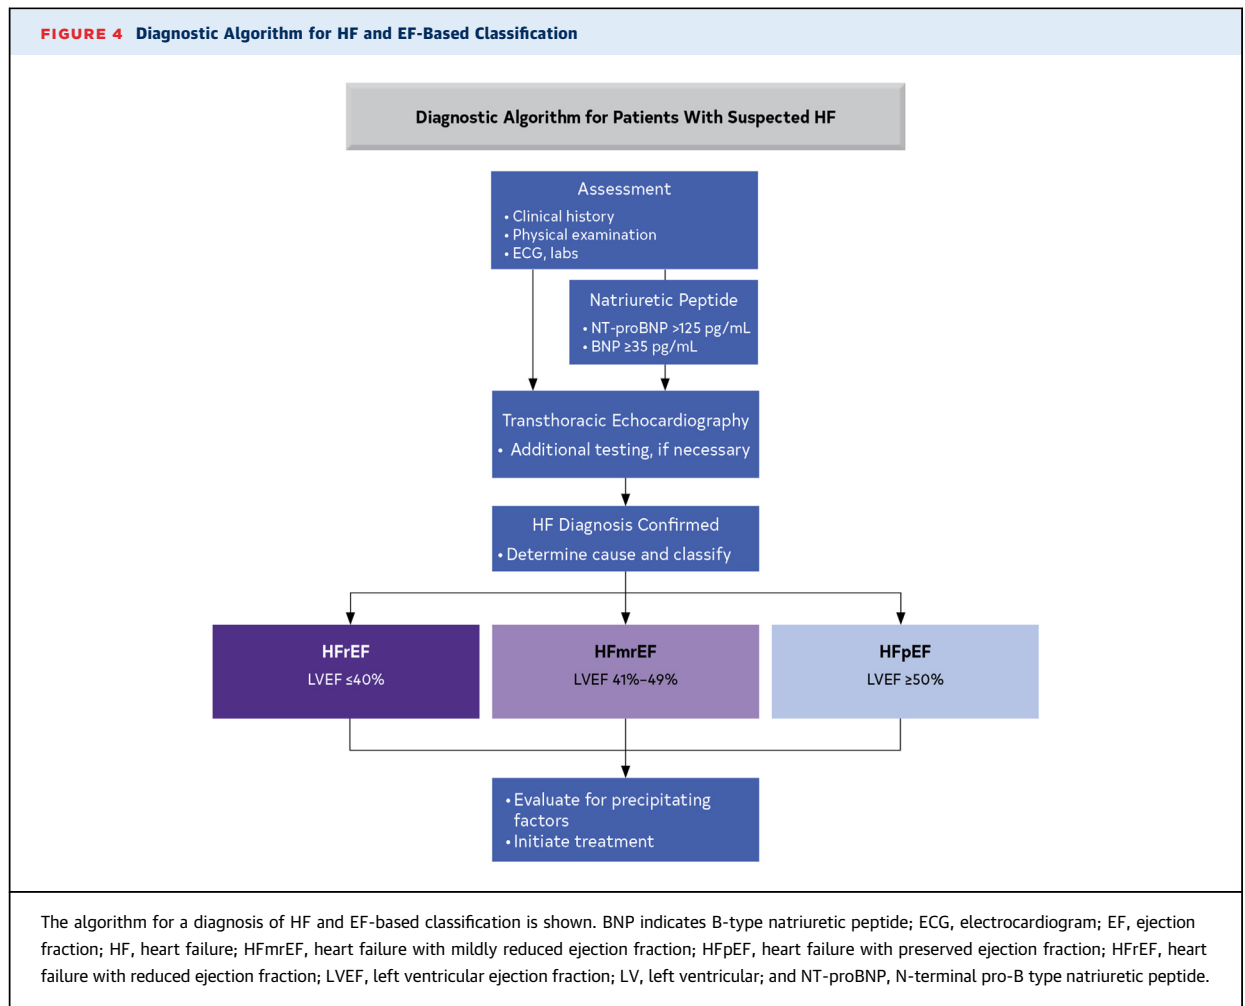 FIGURE 4 Diagnostic Algorithm for HF and EF-Based Classification
Diagnostic Algorithm for Patients With Suspected HF
Assessment
• Clinical history
• Physical examination
• ECG, labs
Natriuretic Peptide
• NT-proBNP >125 pg/mL
• BNP ≥35 pg/mL
Transthoracic Echocardiography
• Additional testing, if necessary
HF Diagnosis Confirmed
• Determine cause and classify
HFrEF
LVEF ≤40%
HFmrEF
LVEF 41%–49%
HFpEF
LVEF ≥50%
• Evaluate for precipitating
factors
• Initiate treatment
The algorithm for a diagnosis of HF and EF-based classification is shown. BNP indicates B-type natriuretic peptide; ECG, electrocardiogram; EF, ejection
fraction; HF, heart failure; HFmrEF, heart failure with mildly reduced ejection fraction; HFpEF, heart failure with preserved ejection fraction; HFrEF, heart
failure with reduced ejection fraction; LVEF, left ventricular ejection fraction; LV, left ventricular; and NT-proBNP, N-terminal pro-B type natriuretic peptide.